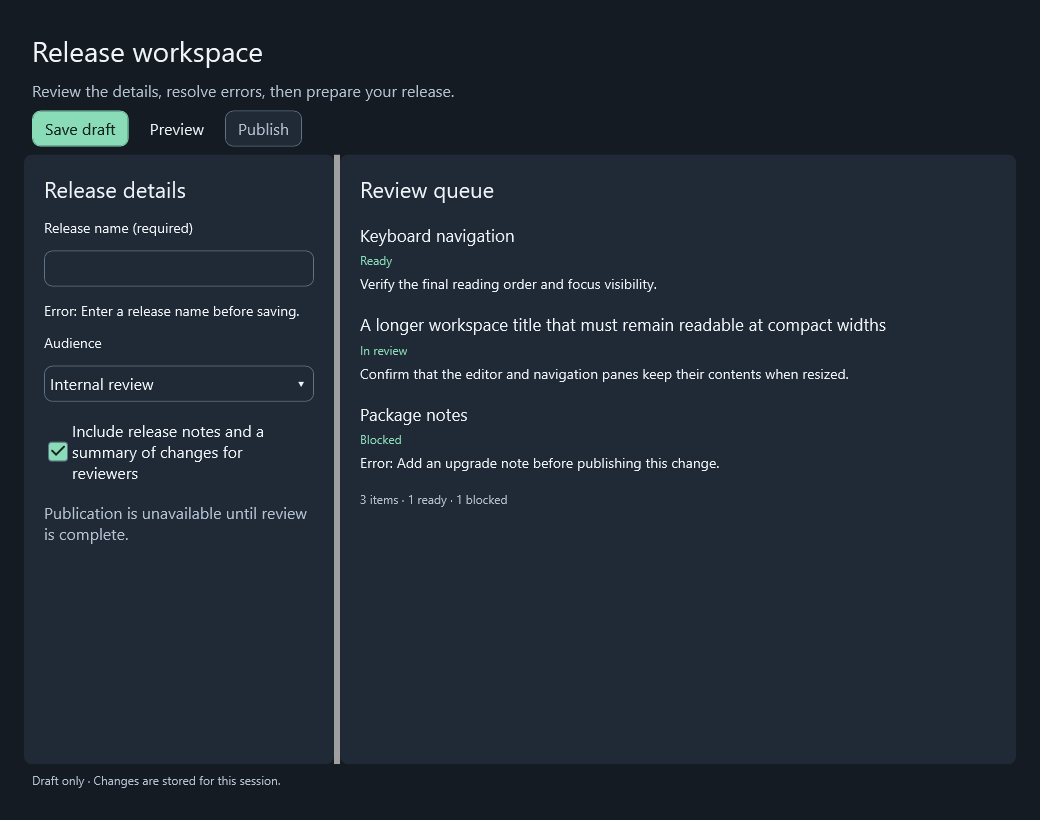 Release workspace
Review the details, resolve errors, then prepare your release.
Save draft
Preview
Publish
Release details
Release name (required)
Error: Enter a release name before saving.
Audience
Internal review
Include release notes and a
summary of changes for
reviewers
Publication is unavailable until review
is complete.
Review queue
Keyboard navigation
Ready
Verify the final reading order and focus visibility.
A longer workspace title that must remain readable at compact widths
In review
Confirm that the editor and navigation panes keep their contents when resized.
Package notes
Blocked
Error: Add an upgrade note before publishing this change.
3 items · 1 ready · 1 blocked
Draft only · Changes are stored for this session.